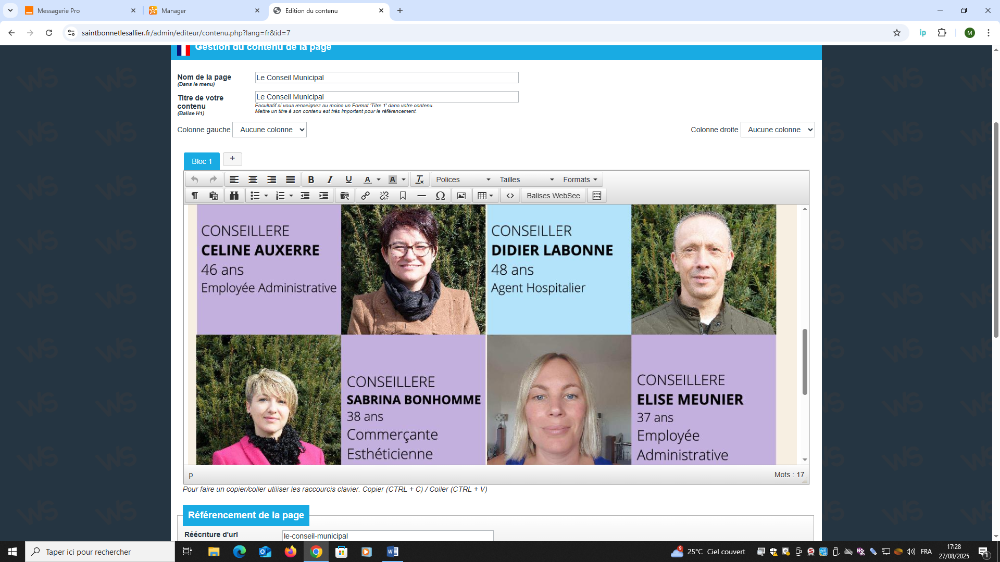 Messagerie Pro
Manager
Edition du contenu
saintbonnetlesallier.fr/admin/editeur/contenu.php?lang=fr&id=7
ip
M
Gestion du contenu de la page
Nom de la page
(Dans le menu)
Le Conseil Municipal
Titre de votre
contenu
(Balise H1)
Le Conseil Municipal
Facultatif si vous renseignez au moins un Format 'Titre 1' dans votre contenu.
Mettre un titre à son contenu est très important pour le référencement.
Colonne gauche Aucune colonne
Colonne droite Aucune colonne
Bloc 1 +
B I U A A Polices Tailles Formats
Balises WebSee
CONSEILLERE
CELINE AUXERRE
46 ans
Employée Administrative
CONSEILLER
DIDIER LABONNE
48 ans
Agent Hospitalier
CONSEILLERE
SABRINA BONHOMME
38 ans
Commerçante
Esthéticienne
CONSEILLERE
ELISE MEUNIER
37 ans
Employée
Administrative
p
Mots : 17
Pour faire un copier/coller utiliser les raccourcis clavier. Copier (CTRL + C) / Coller (CTRL + V)
Référencement de la page
Réécriture d'url
le-conseil-municipal
Taper ici pour rechercher
9
25°C Ciel couvert
FRA
17:28
27/08/2025
1